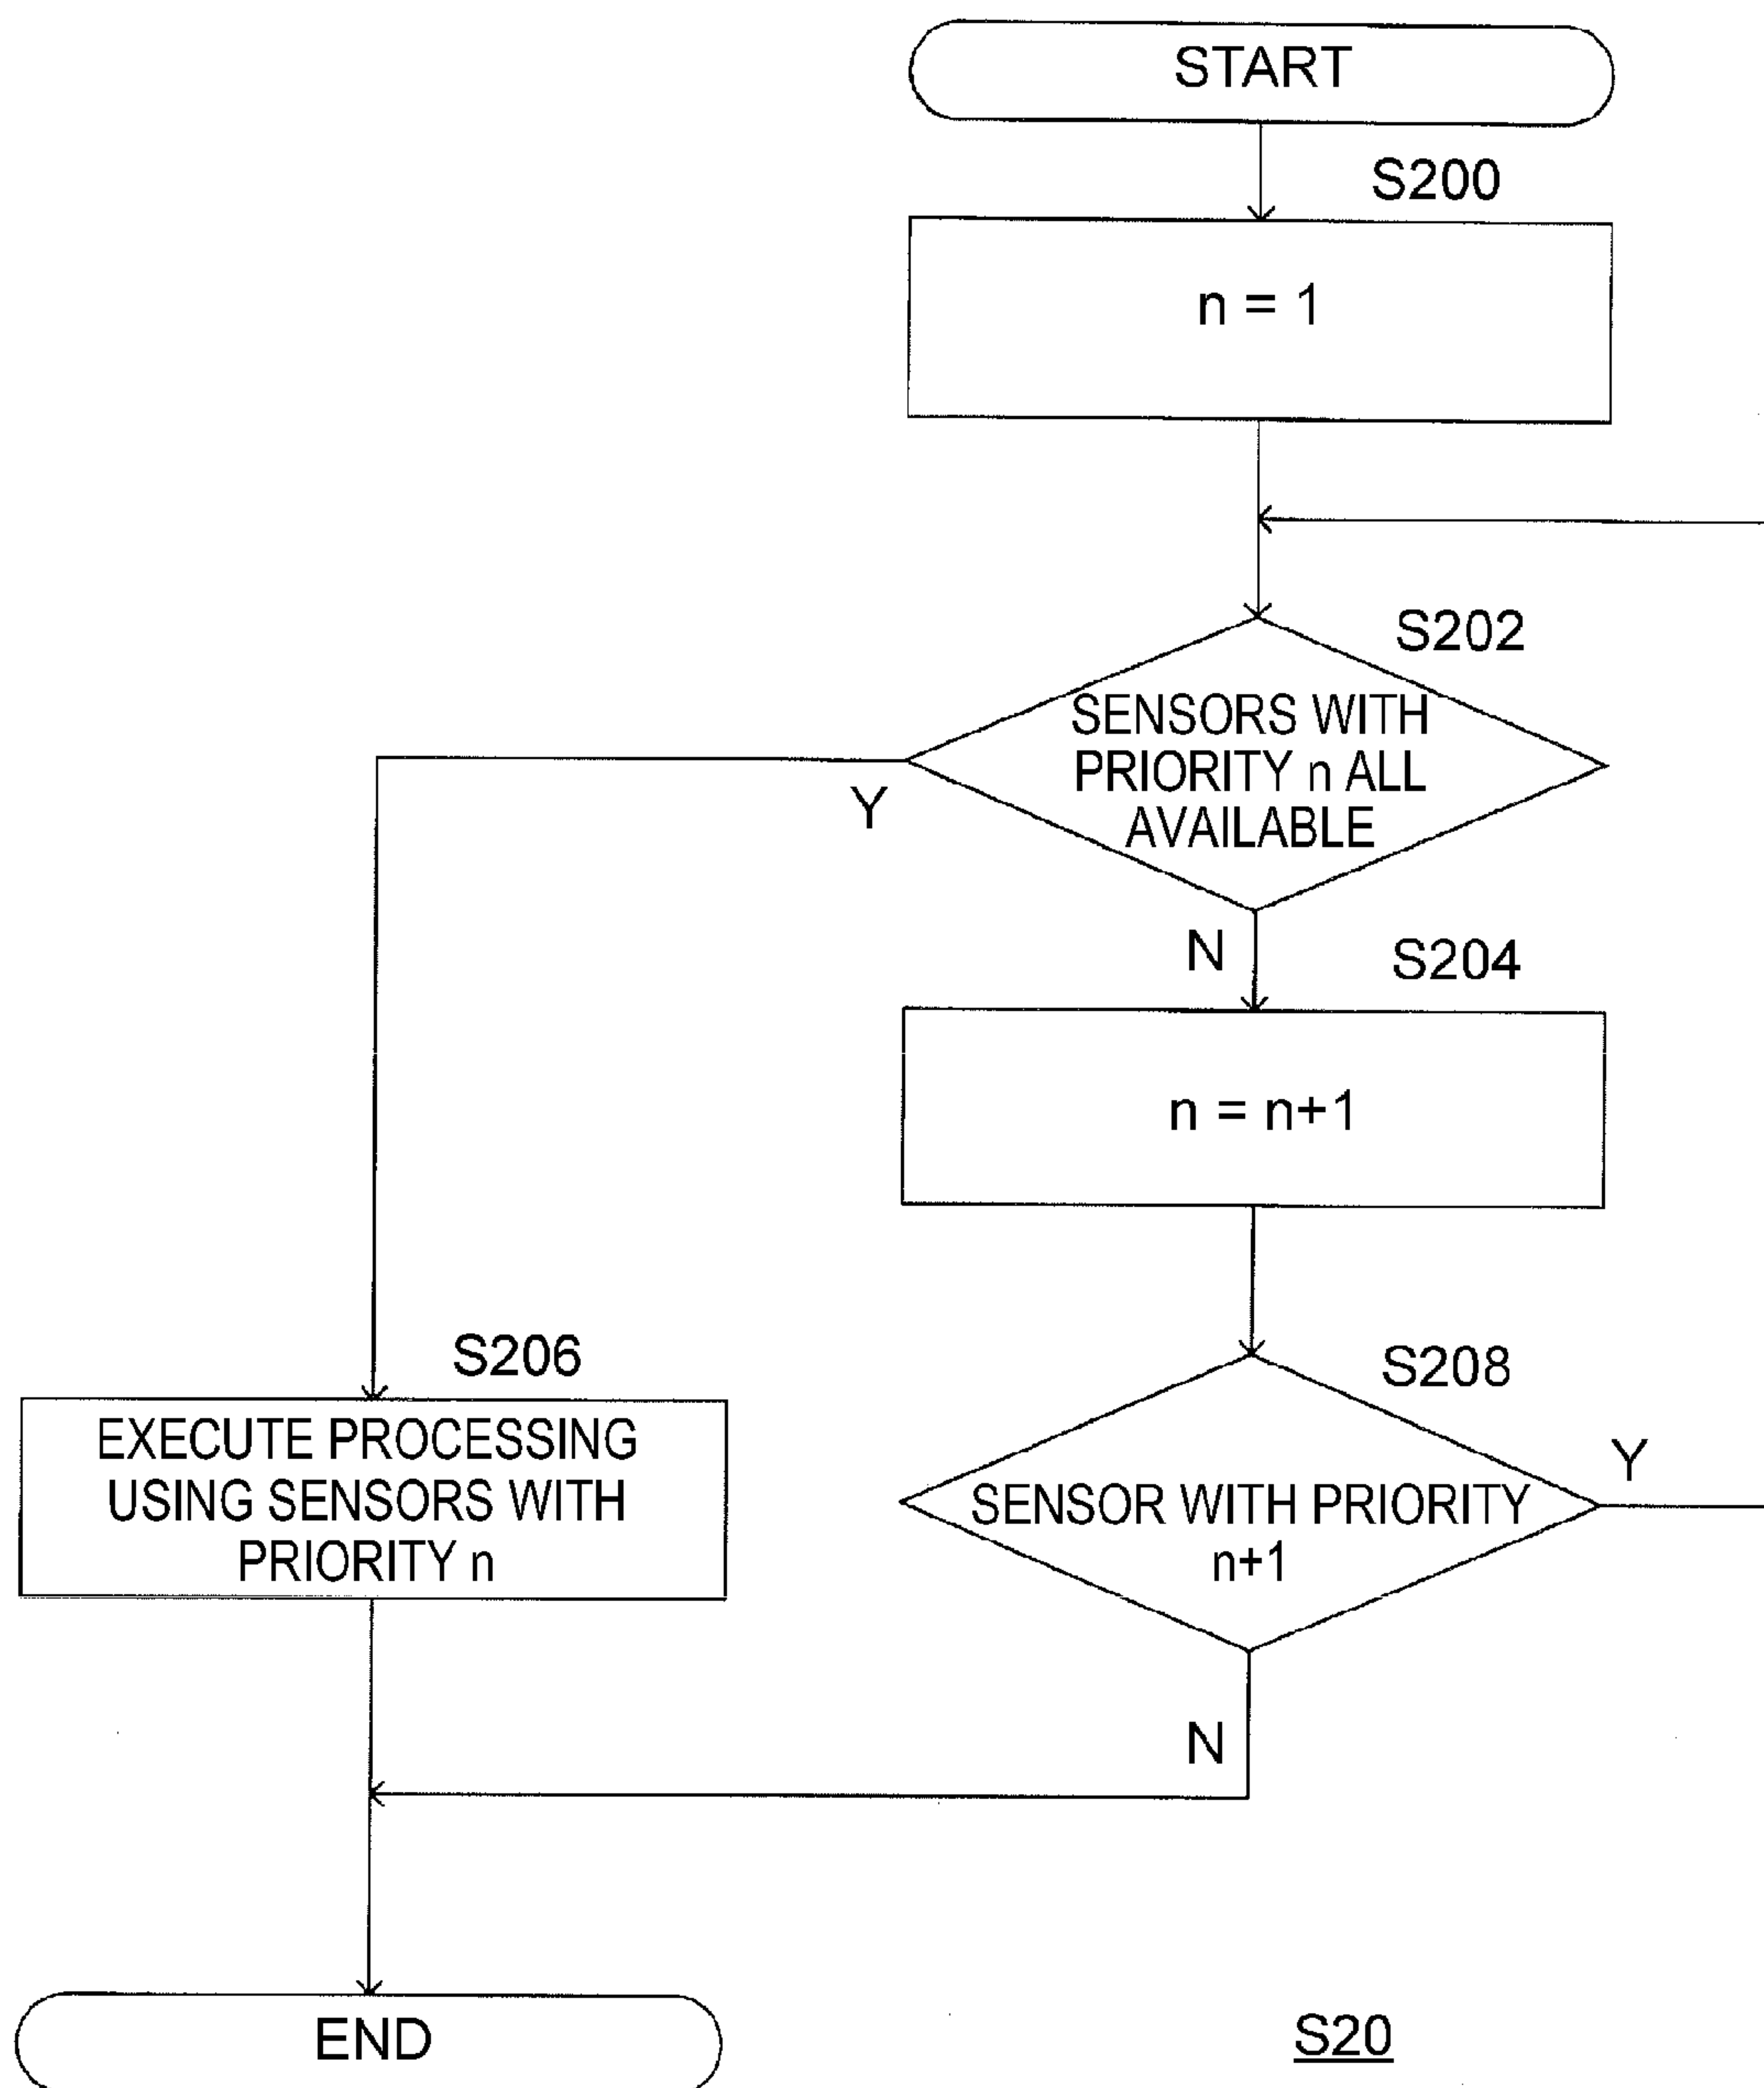 START
S200
n = 1
S202
SENSORS WITH
PRIORITY n ALL
AVAILABLE
Y
N
S204
n = n+1
S206
EXECUTE PROCESSING
USING SENSORS WITH
PRIORITY n
S208
SENSOR WITH PRIORITY
n+1
Y
N
END
S20